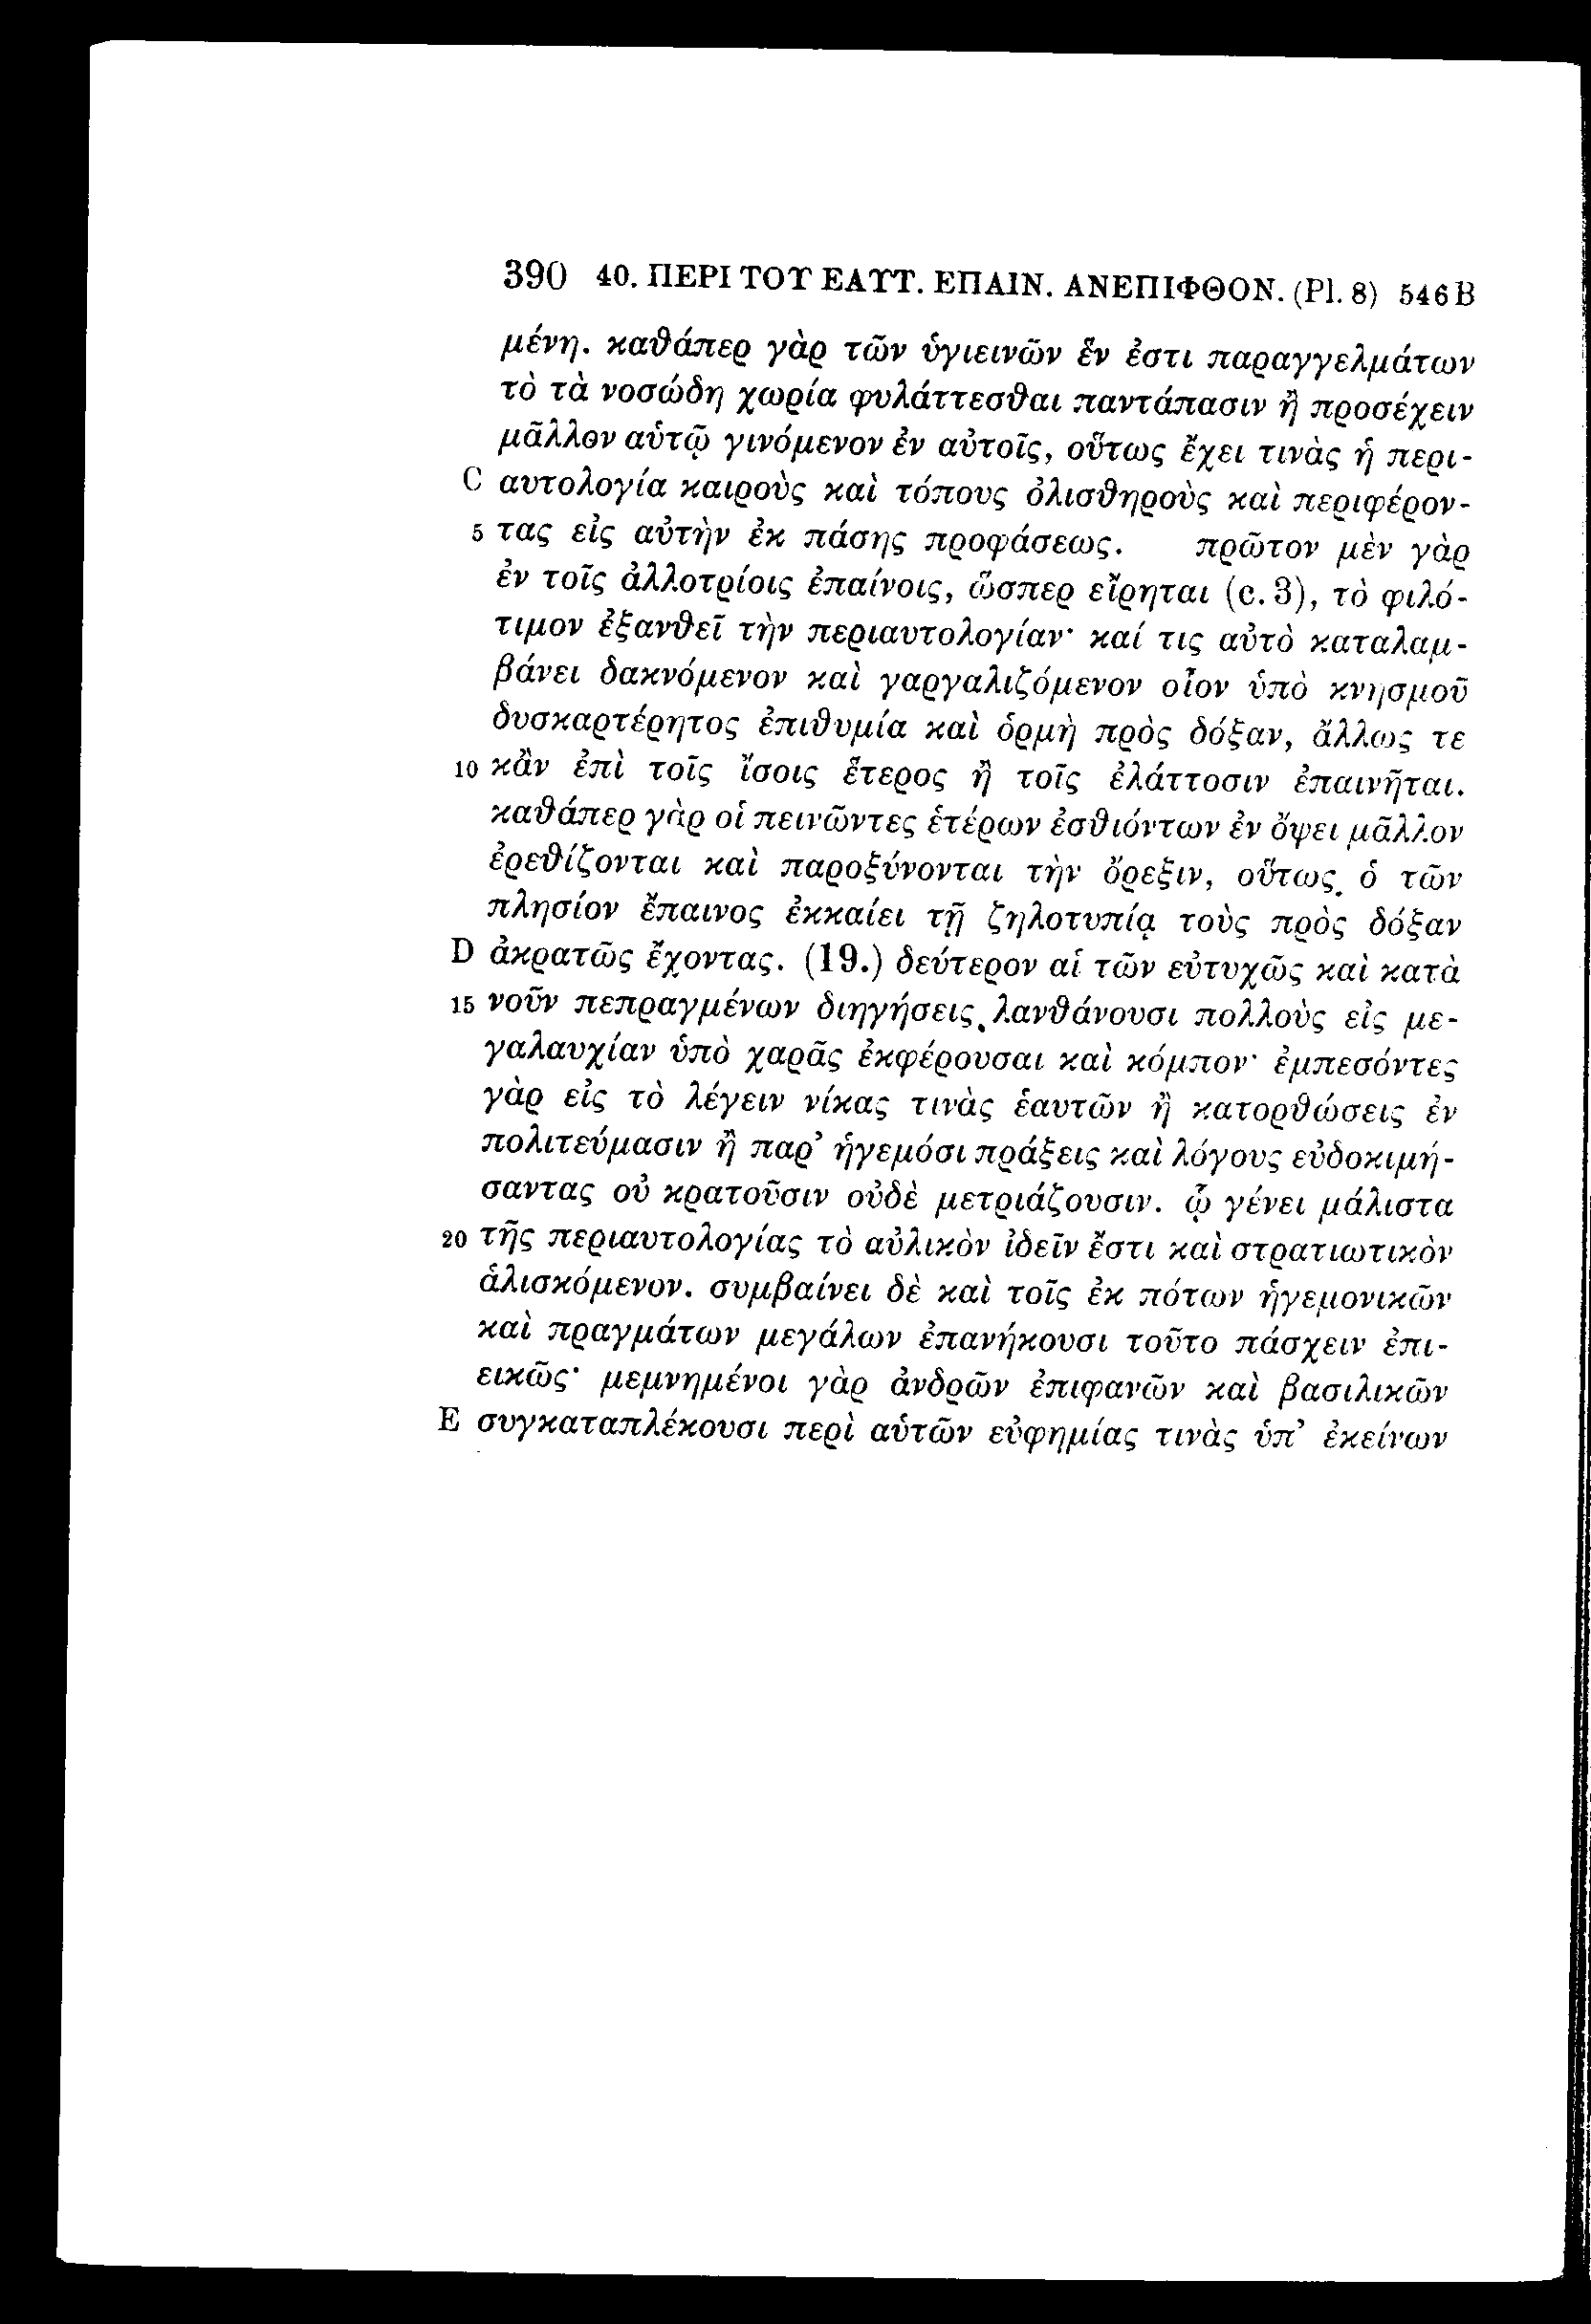 390 40. ΠΕΡΙ ΤΟΥ ΕΑΥΤ. ΕΠΑΙΝ. ΑΝΕΠΙΦΘΟΝ. (Pl. 8) 546 B
μένη. καθάπερ γὰρ τῶν ὑγιεινῶν ἕν ἐστι παραγγελμάτων
τὸ τὰ νοσώδη χωρία φυλάττεσθαι παντάπασιν ἢ προσέχειν
μᾶλλον αὑτῷ γινόμενον ἐν αὐτοῖς, οὕτως ἔχει τινὰς ἡ περι-
C αυτολογία καιροὺς καὶ τόπους ὀλισθηροὺς καὶ περιφέρον-
5 τας εἰς αὐτὴν ἐκ πάσης προφάσεως. πρῶτον μὲν γὰρ
ἐν τοῖς ἀλλοτρίοις ἐπαίνοις, ὥσπερ εἴρηται (c. 3), τὸ φιλό-
τιμον ἐξανθεῖ τὴν περιαυτολογίαν· καί τις αὐτὸ καταλαμ-
βάνει δακνόμενον καὶ γαργαλιζόμενον οἷον ὑπὸ κνησμοῦ
δυσκαρτέρητος ἐπιθυμία καὶ ὁρμὴ πρὸς δόξαν, ἄλλως τε
10 κἂν ἐπὶ τοῖς ἴσοις ἕτερος ἢ τοῖς ἐλάττοσιν ἐπαινῆται.
καθάπερ γὰρ οἱ πεινῶντες ἑτέρων ἐσθιόντων ἐν ὄψει μᾶλλον
ἐρεθίζονται καὶ παροξύνονται τὴν ὄρεξιν, οὕτως ὁ τῶν
πλησίον ἔπαινος ἐκκαίει τῇ ζηλοτυπίᾳ τοὺς πρὸς δόξαν
D ἀκρατῶς ἔχοντας. (19.) δεύτερον αἱ τῶν εὐτυχῶς καὶ κατὰ
15 νοῦν πεπραγμένων διηγήσεις λανθάνουσι πολλοὺς εἰς με-
γαλαυχίαν ὑπὸ χαρᾶς ἐκφέρουσαι καὶ κόμπον· ἐμπεσόντες
γὰρ εἰς τὸ λέγειν νίκας τινὰς ἑαυτῶν ἢ κατορθώσεις ἐν
πολιτεύμασιν ἢ παρ’ ἡγεμόσι πράξεις καὶ λόγους εὐδοκιμή-
σαντας οὐ κρατοῦσιν οὐδὲ μετριάζουσιν. ᾧ γένει μάλιστα
20 τῆς περιαυτολογίας τὸ αὐλικὸν ἰδεῖν ἔστι καὶ στρατιωτικὸν
ἁλισκόμενον. συμβαίνει δὲ καὶ τοῖς ἐκ πότων ἡγεμονικῶν
καὶ πραγμάτων μεγάλων ἐπανήκουσι τοῦτο πάσχειν ἐπι-
εικῶς· μεμνημένοι γὰρ ἀνδρῶν ἐπιφανῶν καὶ βασιλικῶν
E συγκαταπλέκουσι περὶ αὑτῶν εὐφημίας τινὰς ὑπ’ ἐκείνων